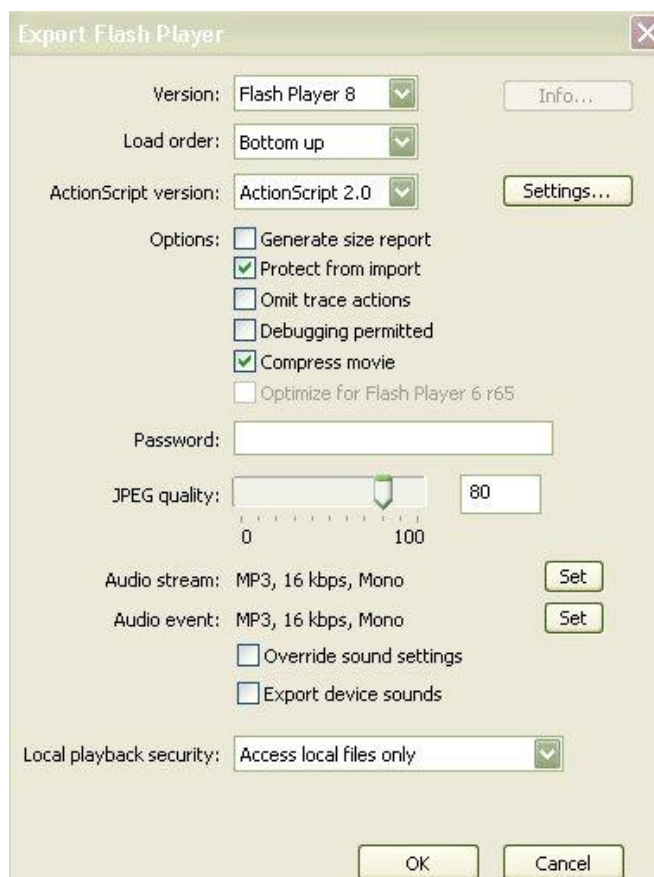 Export Flash Player
Version: Flash Player 8 Info...
Load order: Bottom up
ActionScript version: ActionScript 2.0 Settings...
Options: Generate size report
Protect from import
Omit trace actions
Debugging permitted
Compress movie
Optimize for Flash Player 6 r65
Password:
JPEG quality: 80
0 100
Audio stream: MP3, 16 kbps, Mono Set
Audio event: MP3, 16 kbps, Mono Set
Override sound settings
Export device sounds
Local playback security: Access local files only
OK Cancel